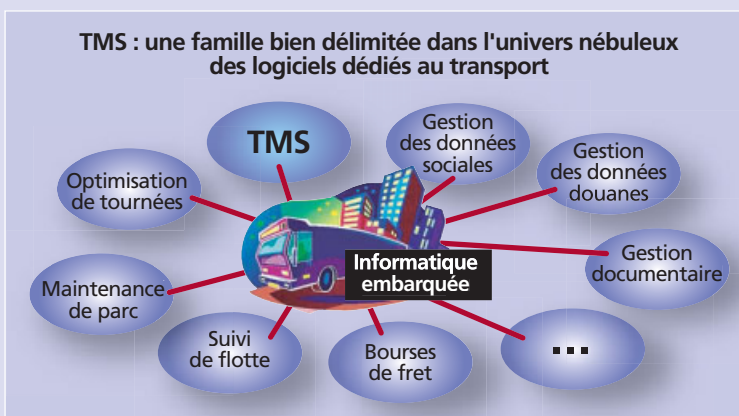 TMS : une famille bien délimitée dans l'univers nébuleux
des logiciels dédiés au transport
TMS
Gestion
des données
sociales
Gestion
des données
douanes
Optimisation
de tournées
Informatique
embarquée
Gestion
documentaire
Maintenance
de parc
Suivi
de flotte
Bourses
de fret
...